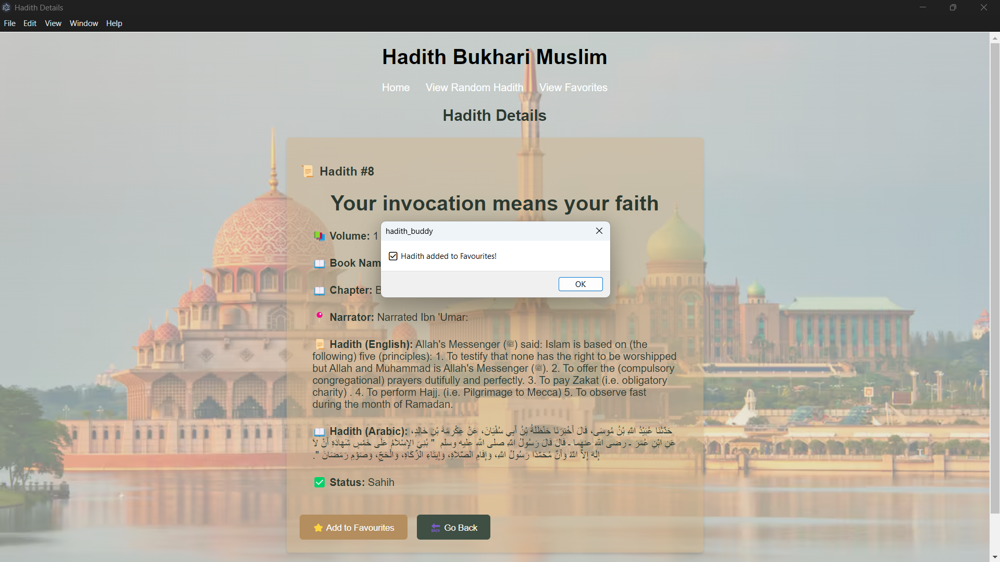 Hadith Details
File Edit View Window Help
Hadith Bukhari Muslim
Home View Random Hadith View Favorites
Hadith Details
📜 Hadith #8
Your invocation means your faith
hadith_buddy
☑ Hadith added to Favourites!
OK
📚 Volume: 1
📖 Book Nam
📖 Chapter: B
📍 Narrator: Narrated Ibn 'Umar:
📜 Hadith (English): Allah's Messenger (ﷺ) said: Islam is based on (the
following) five (principles): 1. To testify that none has the right to be worshipped
but Allah and Muhammad is Allah's Messenger (ﷺ). 2. To offer the (compulsory
congregational) prayers dutifully and perfectly. 3. To pay Zakat (i.e. obligatory
charity) . 4. To perform Hajj. (i.e. Pilgrimage to Mecca) 5. To observe fast
during the month of Ramadan.
📖 Hadith (Arabic): حَدَّثَنَا عُبَيْدُ اللَّهِ بْنُ مُوسَى، قَالَ أَخْبَرَنَا حَنْظَلَةُ بْنُ أَبِي سُفْيَانَ، عَنْ عِكْرِمَةَ بْنِ خَالِدٍ،
عَنِ ابْنِ عُمَرَ ـ رضى الله عنهما ـ قَالَ قَالَ رَسُولُ اللَّهِ صلى الله عليه وسلم " بُنِيَ الإِسْلاَمُ عَلَى خَمْسٍ شَهَادَةِ أَنْ لاَ
إِلَهَ إِلاَّ اللَّهُ وَأَنَّ مُحَمَّدًا رَسُولُ اللَّهِ، وَإِقَامِ الصَّلاَةِ، وَإِيتَاءِ الزَّكَاةِ، وَالْحَجِّ، وَصَوْمِ رَمَضَانَ ".
✅ Status: Sahih
⭐ Add to Favourites
🔙 Go Back